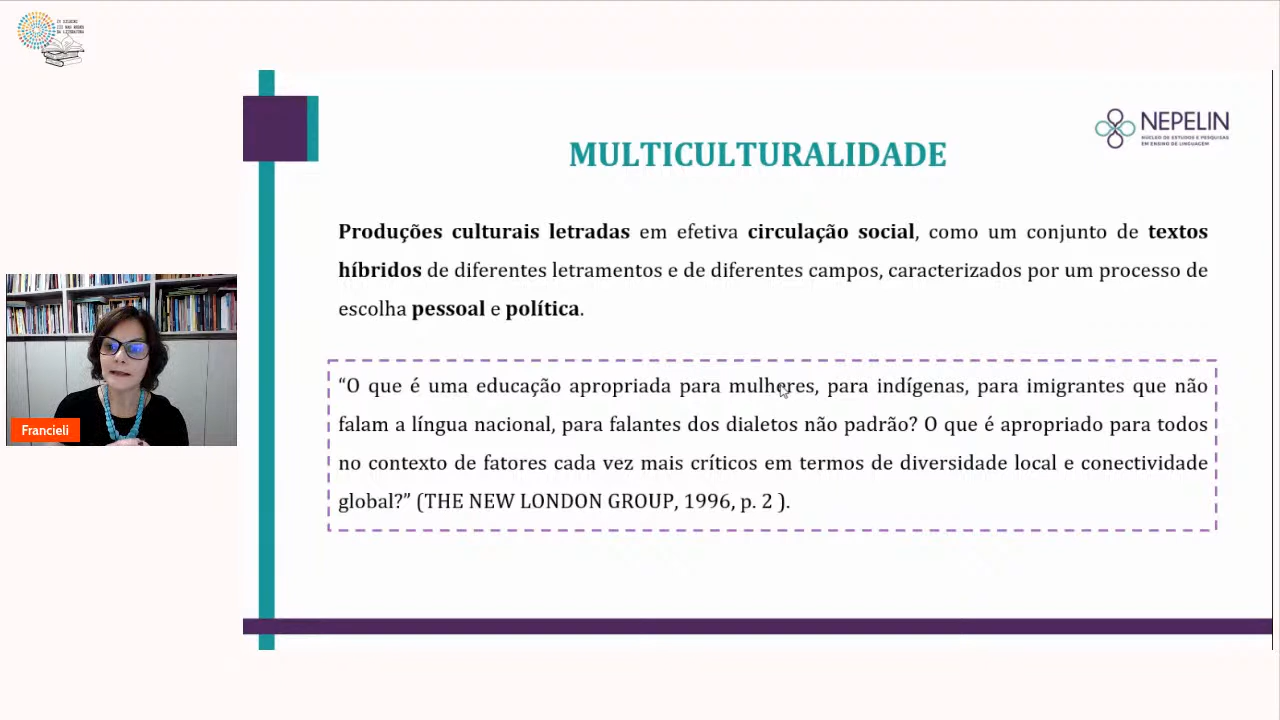 MULTICULTURALIDADE
NEPELIN
NÚCLEO DE ESTUDOS E PESQUISAS
EM ENSINO DE LINGUAGEM
Produções culturais letradas em efetiva circulação social, como um conjunto de textos
híbridos de diferentes letramentos e de diferentes campos, caracterizados por um processo de
escolha pessoal e política.
“O que é uma educação apropriada para mulheres, para indígenas, para imigrantes que não
falam a língua nacional, para falantes dos dialetos não padrão? O que é apropriado para todos
no contexto de fatores cada vez mais críticos em termos de diversidade local e conectividade
global?” (THE NEW LONDON GROUP, 1996, p. 2 ).
Francieli